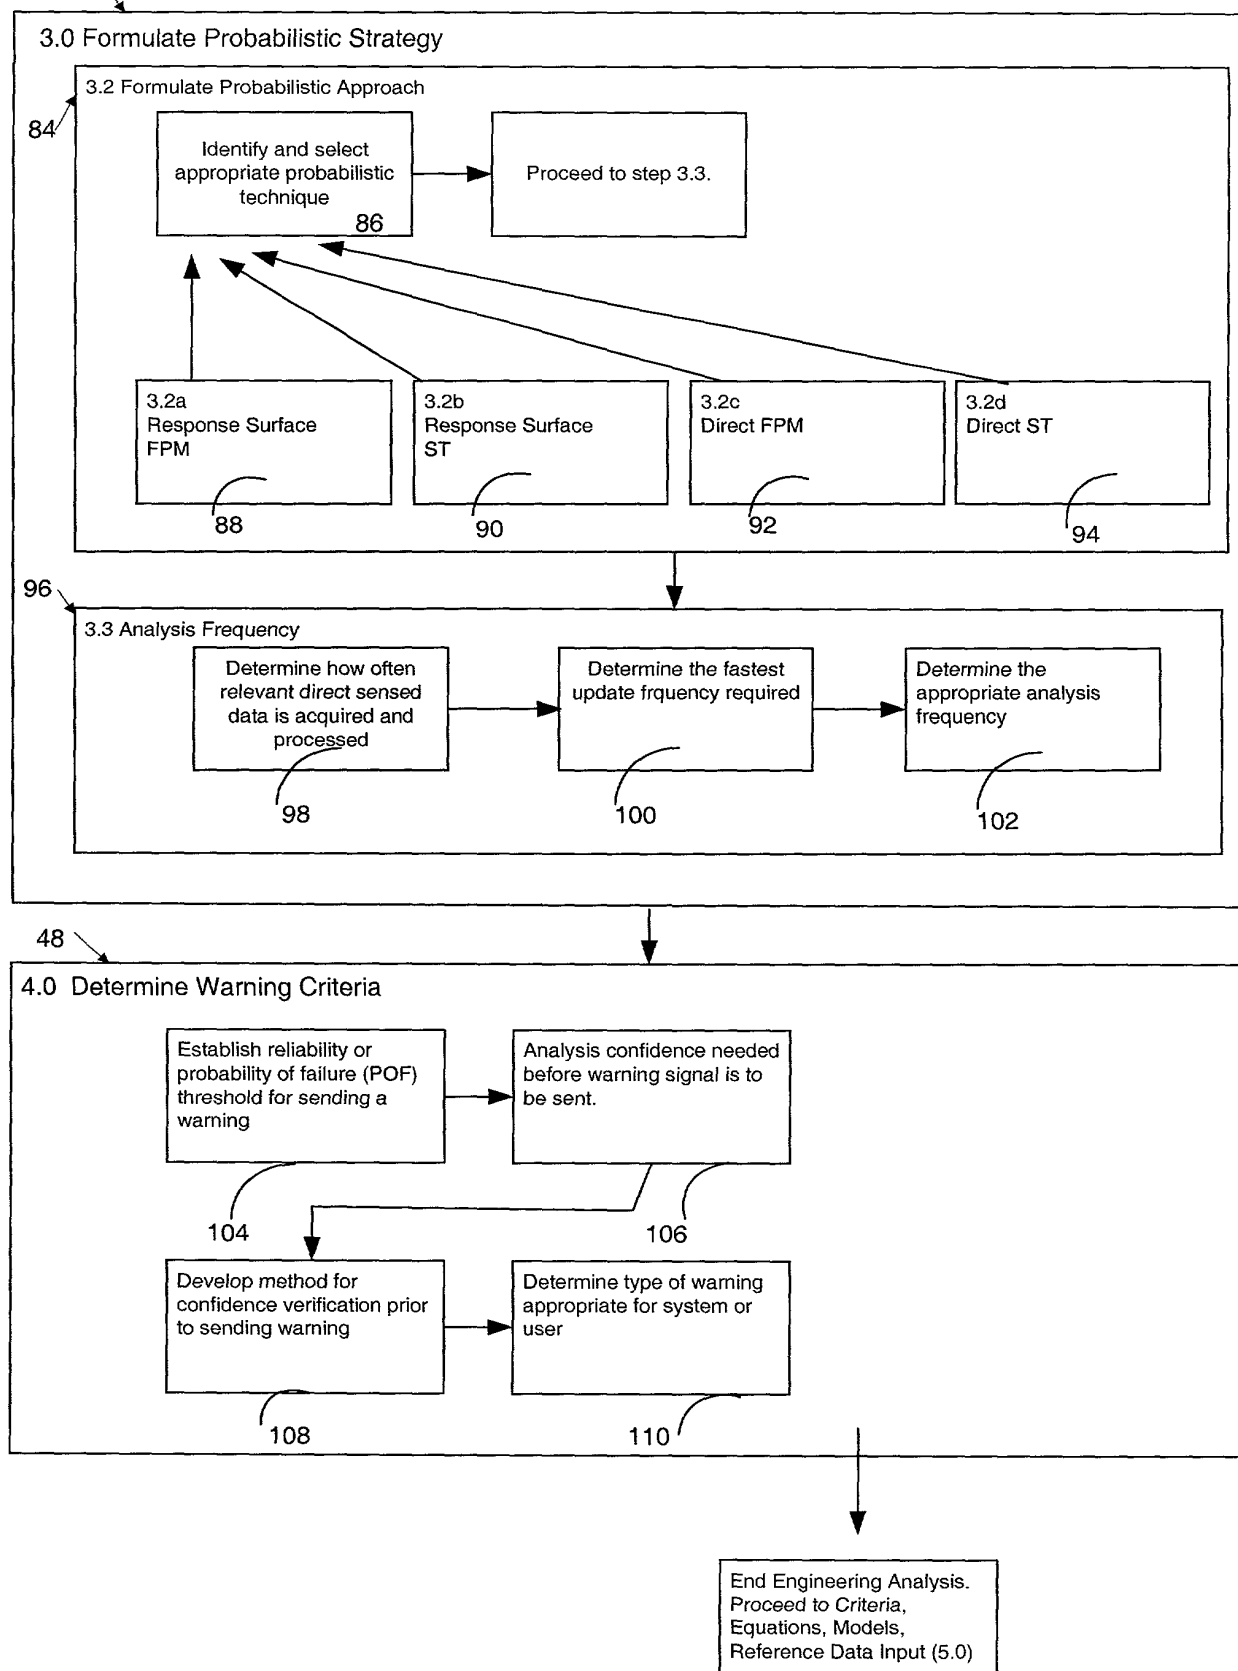 3.0 Formulate Probabilistic Strategy
3.2 Formulate Probabilistic Approach
84
Identify and select
appropriate probabilistic
technique
86
Proceed to step 3.3.
3.2a
Response Surface
FPM
88
3.2b
Response Surface
ST
90
3.2c
Direct FPM
92
3.2d
Direct ST
94
96
3.3 Analysis Frequency
Determine how often
relevant direct sensed
data is acquired and
processed
98
Determine the fastest
update frquency required
100
Determine the
appropriate analysis
frequency
102
48
4.0 Determine Warning Criteria
Establish reliability or
probability of failure (POF)
threshold for sending a
warning
104
Analysis confidence needed
before warning signal is to
be sent.
106
Develop method for
confidence verification prior
to sending warning
108
Determine type of warning
appropriate for system or
user
110
End Engineering Analysis.
Proceed to Criteria,
Equations, Models,
Reference Data Input (5.0)